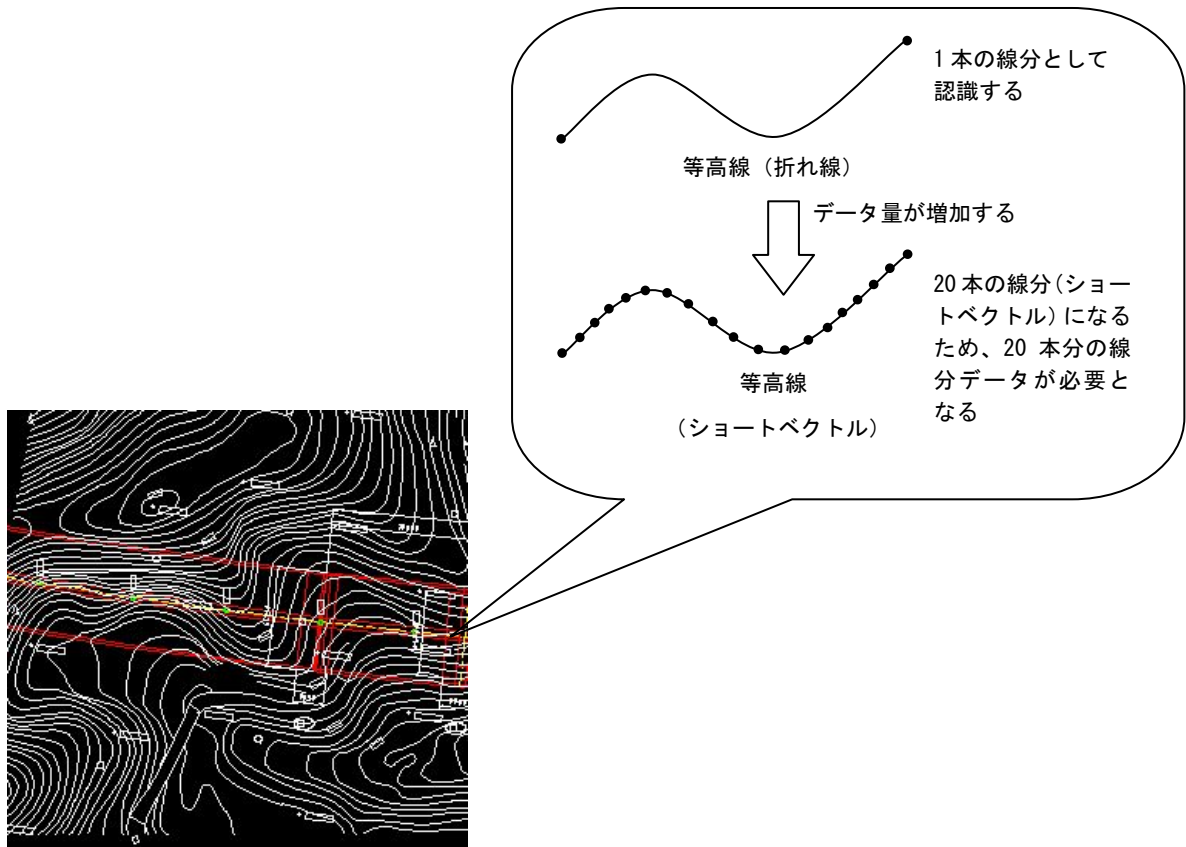 1本の線分として
認識する
等高線（折れ線）
データ量が増加する
20本の線分（ショー
トベクトル）になる
ため、20 本分の線
分データが必要と
なる
等高線
（ショートベクトル）